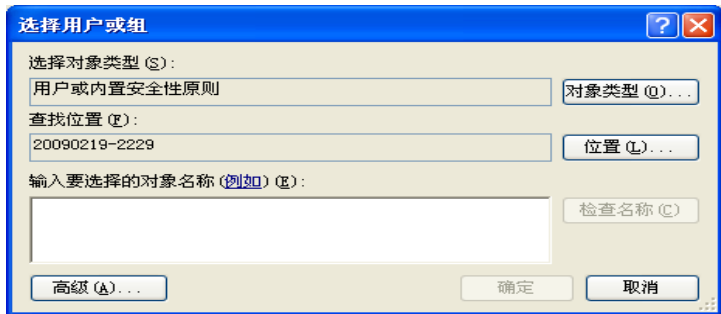 选择用户或组
选择对象类型(S):
用户或内置安全性原则
对象类型(O)...
查找位置(F):
20090219-2229
位置(L)...
输入要选择的对象名称(例如)(E):
检查名称(C)
高级(A)...
确定
取消